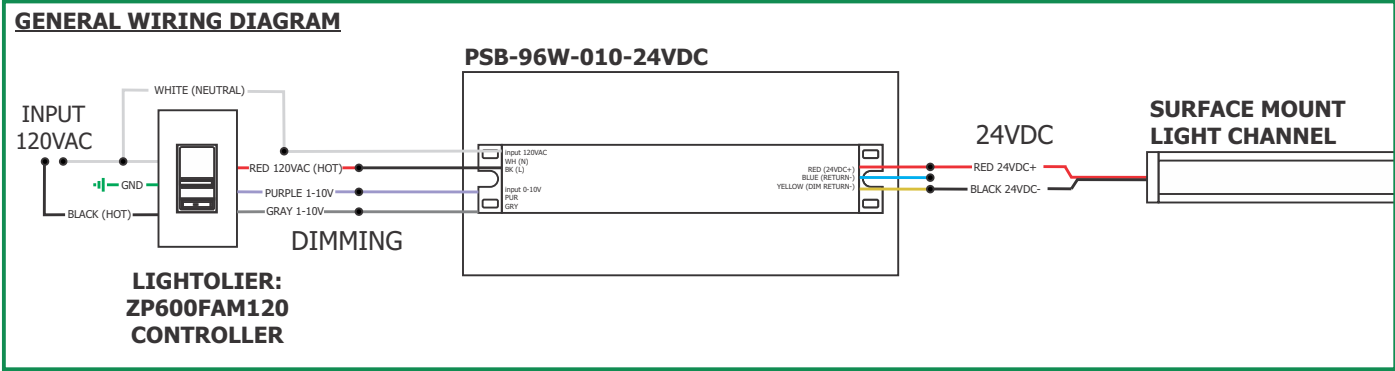 GENERAL WIRING DIAGRAM
PSB-96W-010-24VDC
WHITE (NEUTRAL)
INPUT
120VAC
GND
BLACK (HOT)
RED 120VAC (HOT)
PURPLE 1-10V
GRAY 1-10V
DIMMING
LIGHTOLIER:
ZP600FAM120
CONTROLLER
input 120VAC
WH (N)
BK (L)
input 0-10V
PUR
GRY
RED (24VDC+)
BLUE (RETURN-)
YELLOW (DIM RETURN-)
24VDC
RED 24VDC+
BLACK 24VDC-
SURFACE MOUNT
LIGHT CHANNEL